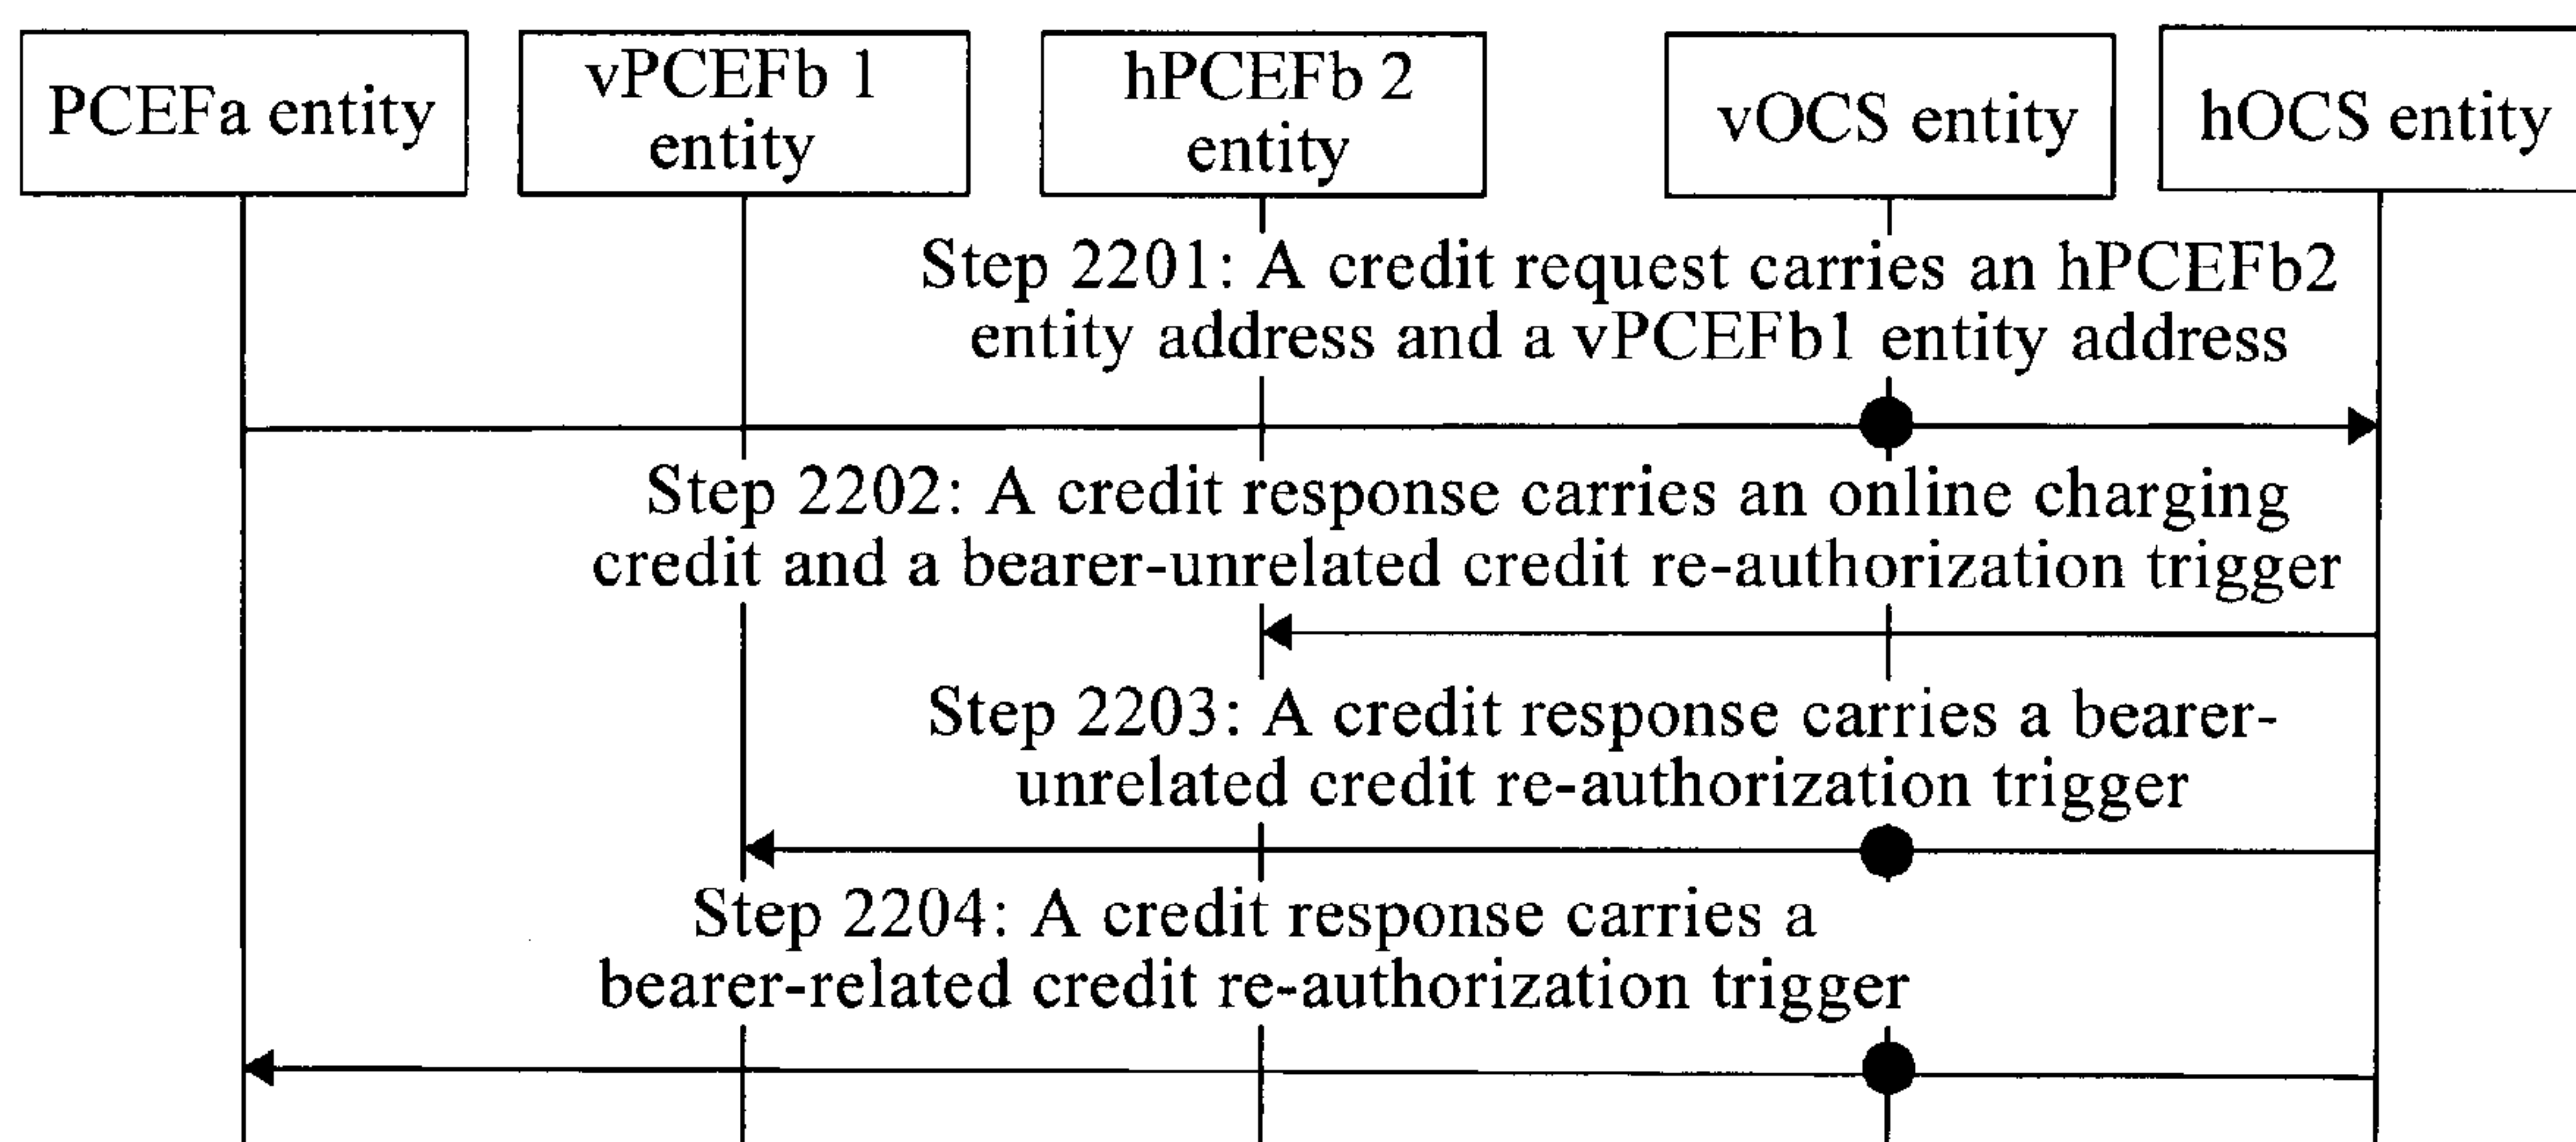 PCEFa entity
vPCEFb 1
entity
hPCEFb 2
entity
vOCS entity
hOCS entity
Step 2201: A credit request carries an hPCEFb2
entity address and a vPCEFb1 entity address
Step 2202: A credit response carries an online charging
credit and a bearer-unrelated credit re-authorization trigger
Step 2203: A credit response carries a bearer-
unrelated credit re-authorization trigger
Step 2204: A credit response carries a
bearer-related credit re-authorization trigger